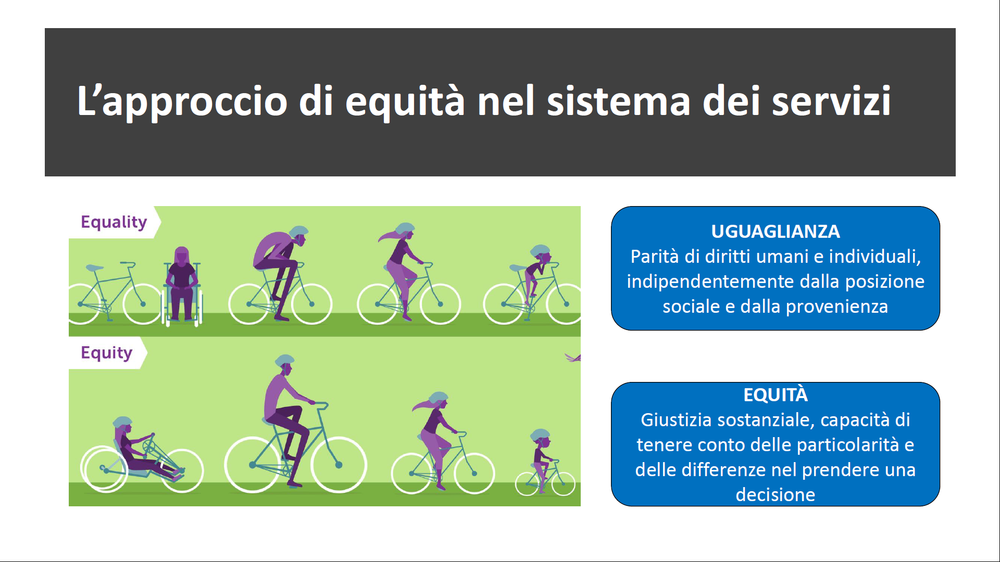 L’approccio di equità nel sistema dei servizi
Equality
Equity
UGUAGLIANZA
Parità di diritti umani e individuali,
indipendentemente dalla posizione
sociale e dalla provenienza
EQUITÀ
Giustizia sostanziale, capacità di
tenere conto delle particolarità e
delle differenze nel prendere una
decisione